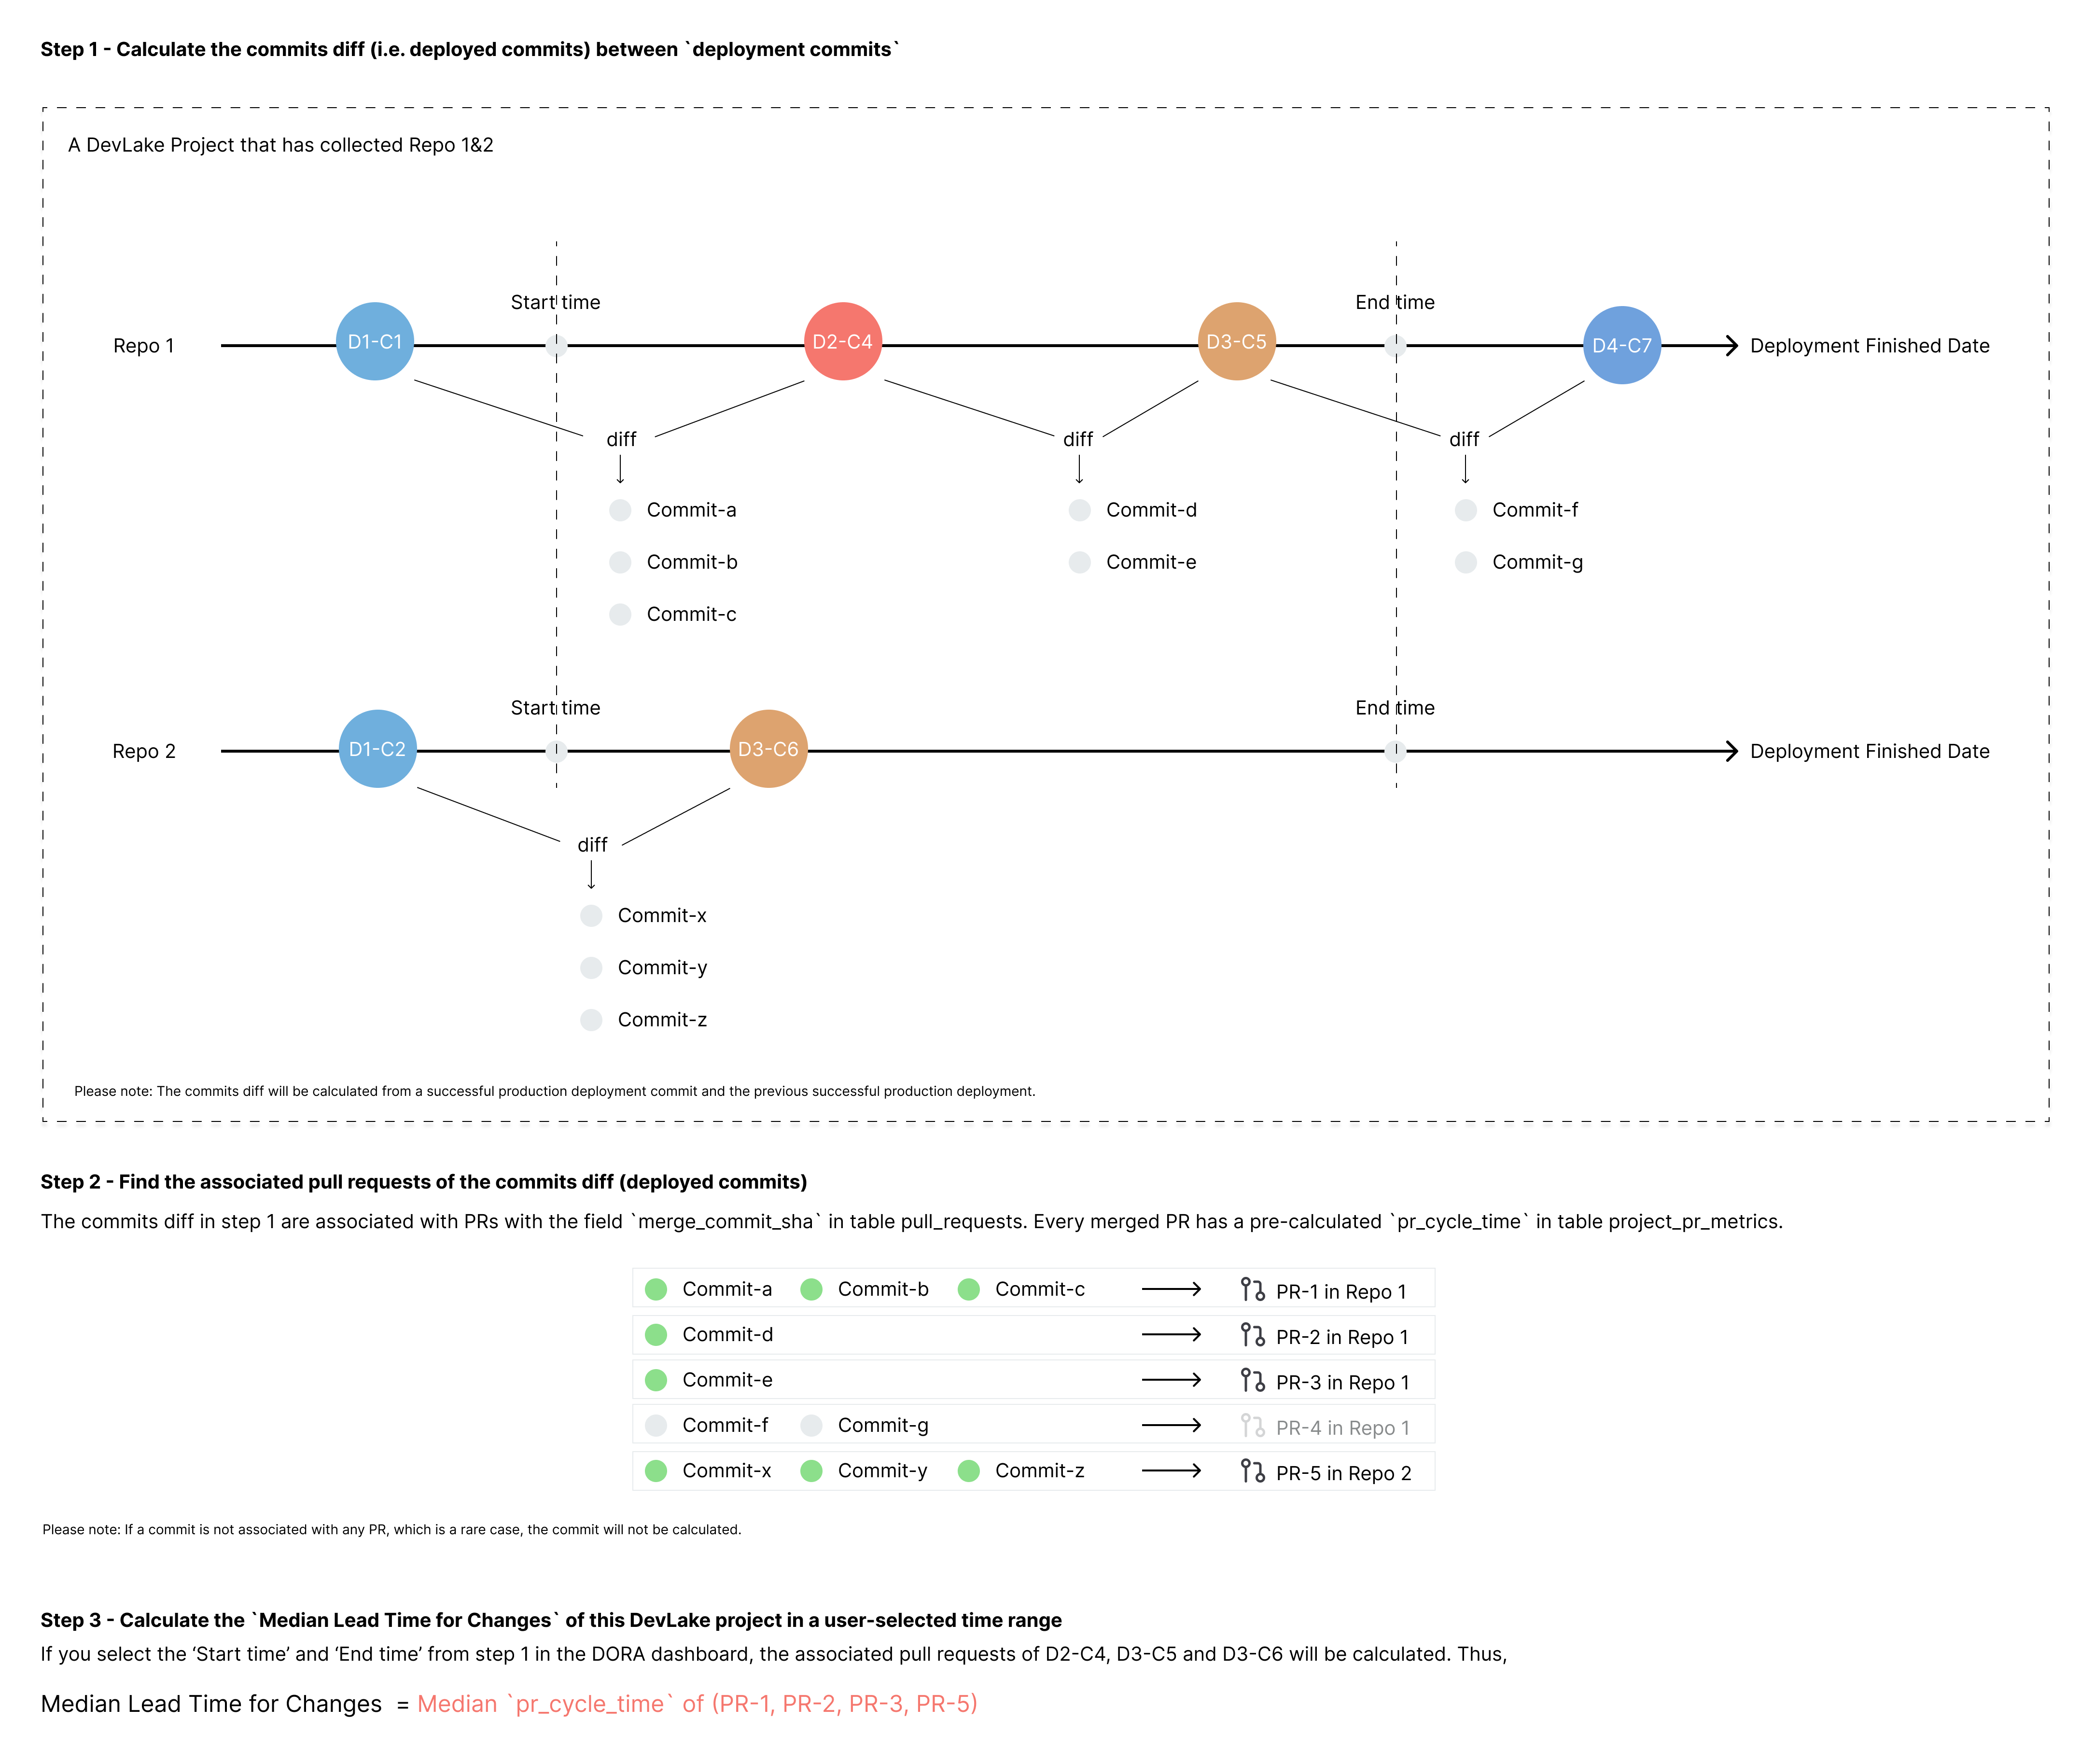 Step 1 - Calculate the commits diff (i.e. deployed commits) between `deployment commits`
A DevLake Project that has collected Repo 1&2
Start time
End time
Repo 1
D1-C1
D2-C4
D3-C5
D4-C7
Deployment Finished Date
diff
diff
diff
Commit-a
Commit-d
Commit-f
Commit-b
Commit-e
Commit-g
Commit-c
Start time
End time
Repo 2
D1-C2
D3-C6
Deployment Finished Date
diff
Commit-x
Commit-y
Commit-z
Please note: The commits diff will be calculated from a successful production deployment commit and the previous successful production deployment.
Step 2 - Find the associated pull requests of the commits diff (deployed commits)
The commits diff in step 1 are associated with PRs with the field `merge_commit_sha` in table pull_requests. Every merged PR has a pre-calculated `pr_cycle_time` in table project_pr_metrics.
Commit-a Commit-b Commit-c PR-1 in Repo 1
Commit-d PR-2 in Repo 1
Commit-e PR-3 in Repo 1
Commit-f Commit-g PR-4 in Repo 1
Commit-x Commit-y Commit-z PR-5 in Repo 2
Please note: If a commit is not associated with any PR, which is a rare case, the commit will not be calculated.
Step 3 - Calculate the `Median Lead Time for Changes` of this DevLake project in a user-selected time range
If you select the ‘Start time’ and ‘End time’ from step 1 in the DORA dashboard, the associated pull requests of D2-C4, D3-C5 and D3-C6 will be calculated. Thus,
Median Lead Time for Changes = Median `pr_cycle_time` of (PR-1, PR-2, PR-3, PR-5)